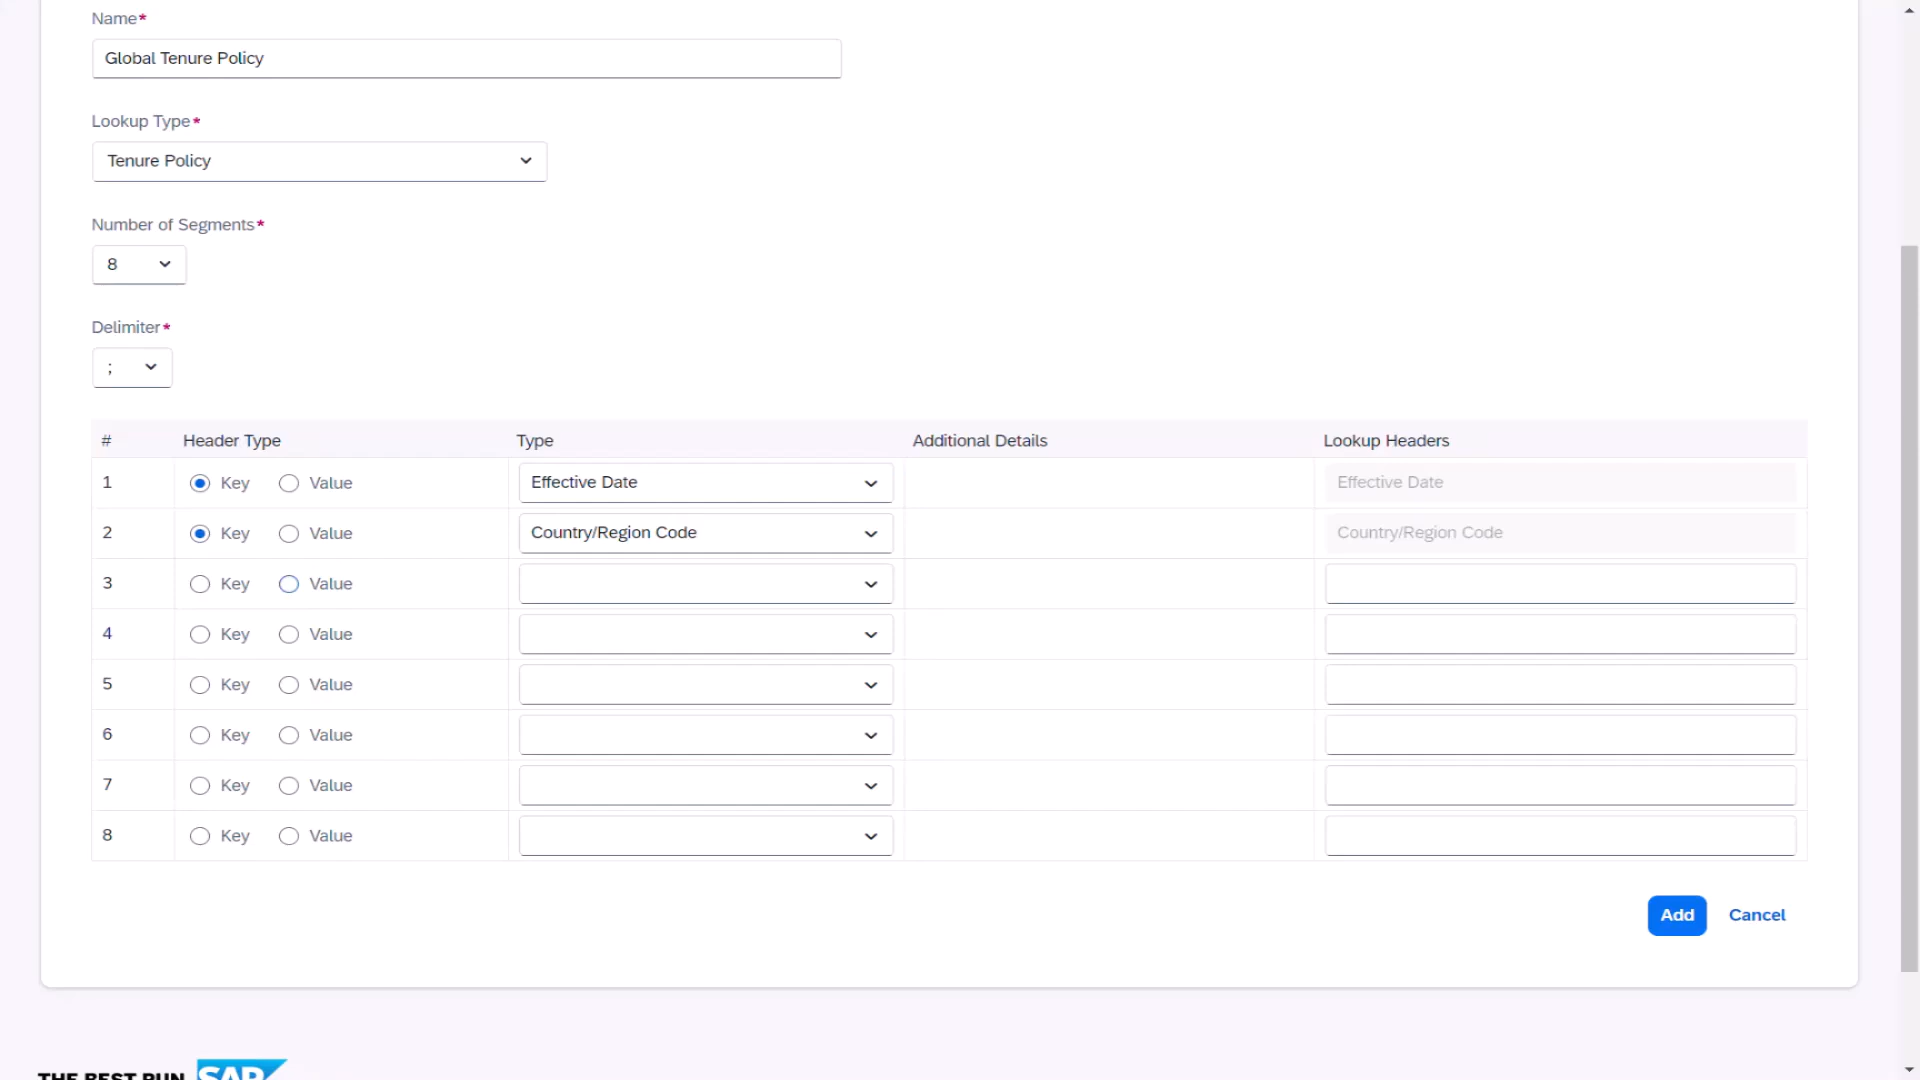 Name*
Global Tenure Policy
Lookup Type*
Tenure Policy
Number of Segments*
8
Delimiter*
;
# Header Type Type Additional Details Lookup Headers
1 Key Value Effective Date Effective Date
2 Key Value Country/Region Code Country/Region Code
3 Key Value
4 Key Value
5 Key Value
6 Key Value
7 Key Value
8 Key Value
Add Cancel
THE BEST RUN SAP